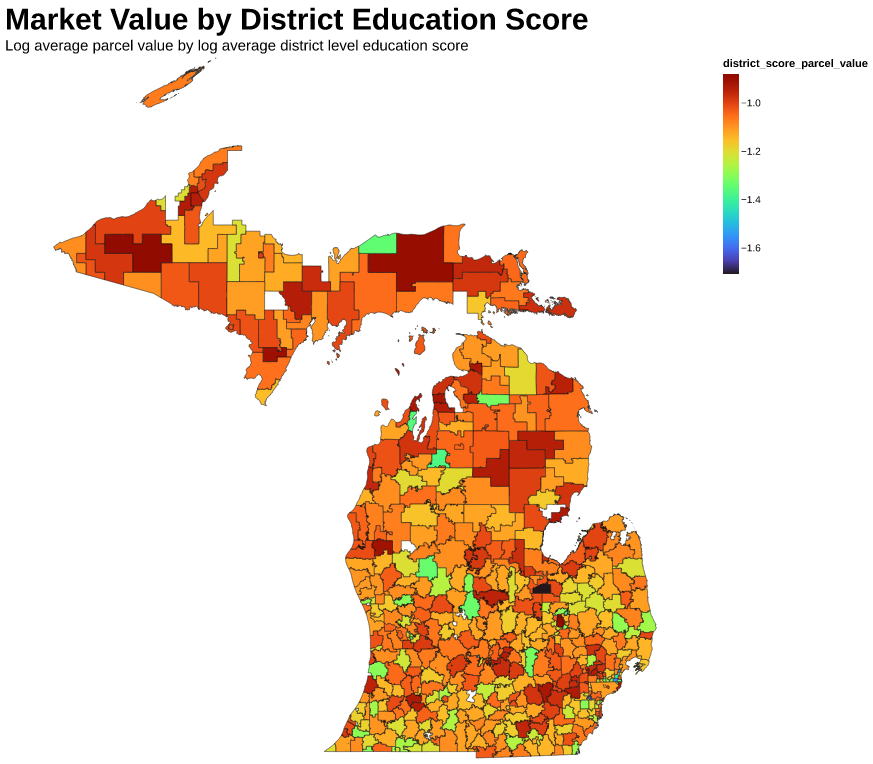 Market Value by District Education Score
Log average parcel value by log average district level education score
district_score_parcel_value
−1.0
−1.2
−1.4
−1.6